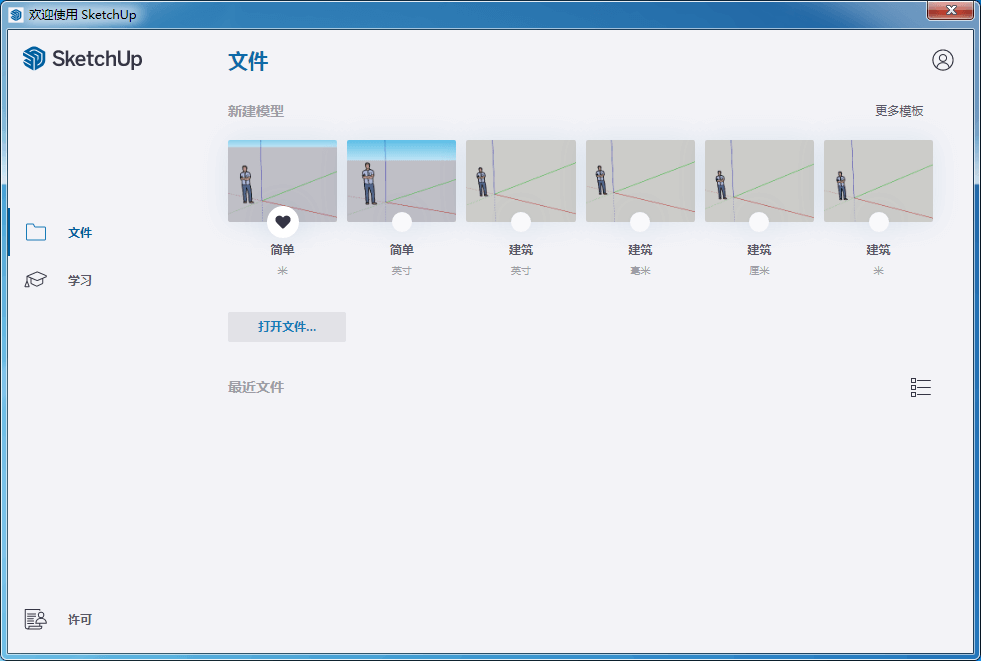 欢迎使用 SketchUp
SketchUp
文件
新建模型
更多模板
简单
米
简单
英寸
建筑
英寸
建筑
毫米
建筑
厘米
建筑
米
文件
学习
打开文件...
最近文件
许可